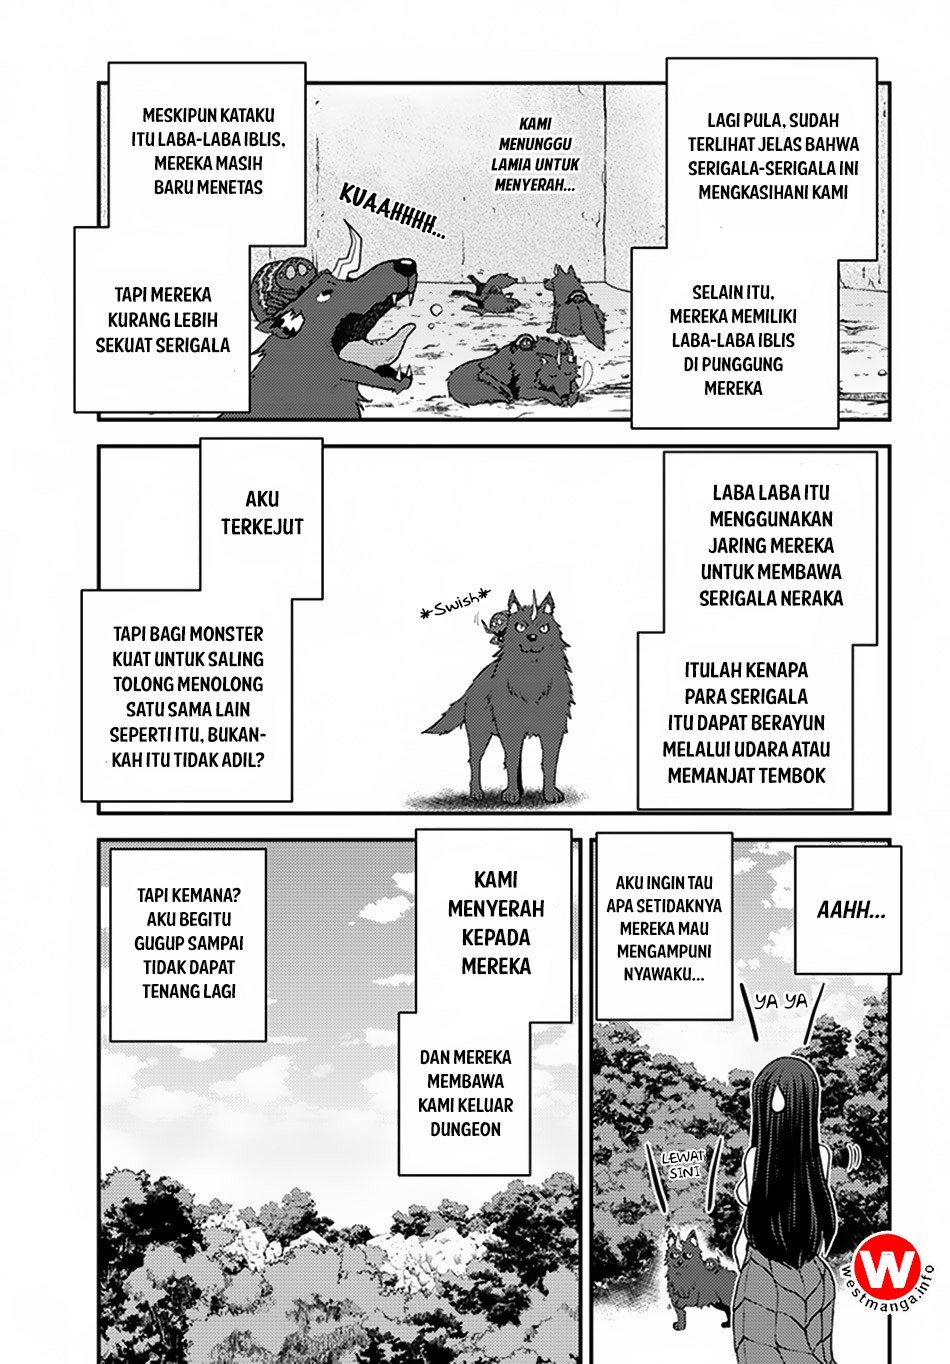 LAGI PULA, SUDAH
TERLIHAT JELAS BAHWA
SERIGALA-SERIGALA INI
MENGKASIHANI KAMI
SELAIN ITU,
MEREKA MEMILIKI
LABA-LABA IBLIS
DI PUNGGUNG
MEREKA
KAMI
MENUNGGU
LAMIA UNTUK
MENYERAH...
KUAAHHHH...
MESKIPUN KATAKU
ITU LABA-LABA IBLIS,
MEREKA MASIH
BARU MENETAS
TAPI MEREKA
KURANG LEBIH
SEKUAT SERIGALA
LABA LABA ITU
MENGGUNAKAN
JARING MEREKA
UNTUK MEMBAWA
SERIGALA NERAKA
ITULAH KENAPA
PARA SERIGALA
ITU DAPAT BERAYUN
MELALUI UDARA ATAU
MEMANJAT TEMBOK
*Swish*
AKU
TERKEJUT
TAPI BAGI MONSTER
KUAT UNTUK SALING
TOLONG MENOLONG
SATU SAMA LAIN
SEPERTI ITU, BUKAN-
KAH ITU TIDAK ADIL?
AAHH...
AKU INGIN TAU
APA SETIDAKNYA
MEREKA MAU
MENGAMPUNI
NYAWAKU...
YA YA
LEWAT
SINI
KAMI
MENYERAH
KEPADA
MEREKA
DAN MEREKA
MEMBAWA
KAMI KELUAR
DUNGEON
TAPI KEMANA?
AKU BEGITU
GUGUP SAMPAI
TIDAK DAPAT
TENANG LAGI
W
westmanga.info